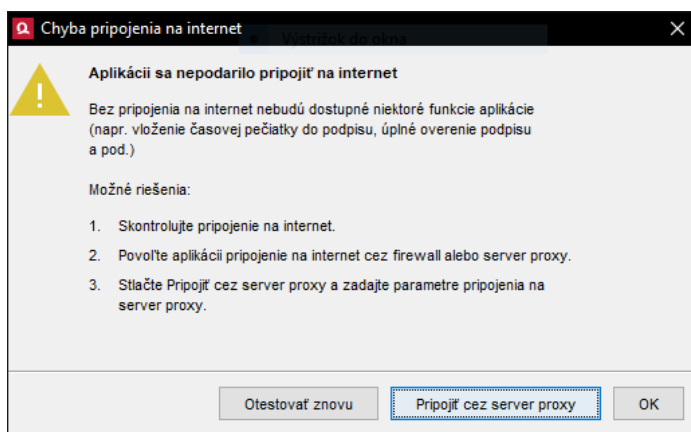 Chyba pripojenia na internet
Výstrižok do okna
Aplikácii sa nepodarilo pripojiť na internet
Bez pripojenia na internet nebudú dostupné niektoré funkcie aplikácie
(napr. vloženie časovej pečiatky do podpisu, úplné overenie podpisu
a pod.)
Možné riešenia:
1. Skontrolujte pripojenie na internet.
2. Povoľte aplikácii pripojenie na internet cez firewall alebo server proxy.
3. Stlačte Pripojiť cez server proxy a zadajte parametre pripojenia na
server proxy.
Otestovať znovu
Pripojiť cez server proxy
OK